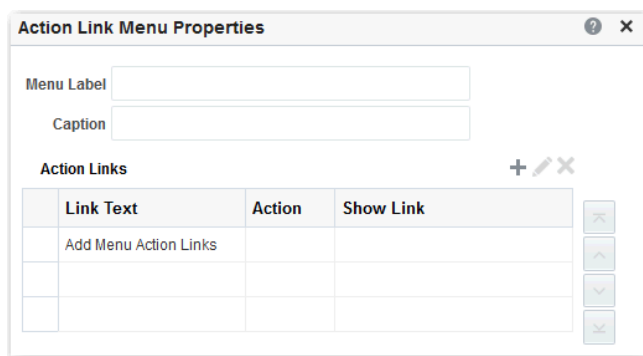 Action Link Menu Properties
Menu Label
Caption
Action Links
Link Text Action Show Link
Add Menu Action Links